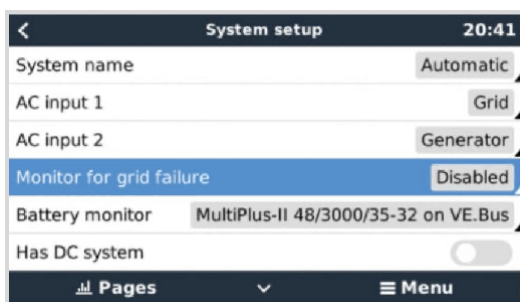 System setup 20:41
System name Automatic
AC input 1 Grid
AC input 2 Generator
Monitor for grid failure Disabled
Battery monitor MultiPlus-II 48/3000/35-32 on VE.Bus
Has DC system
Pages Menu